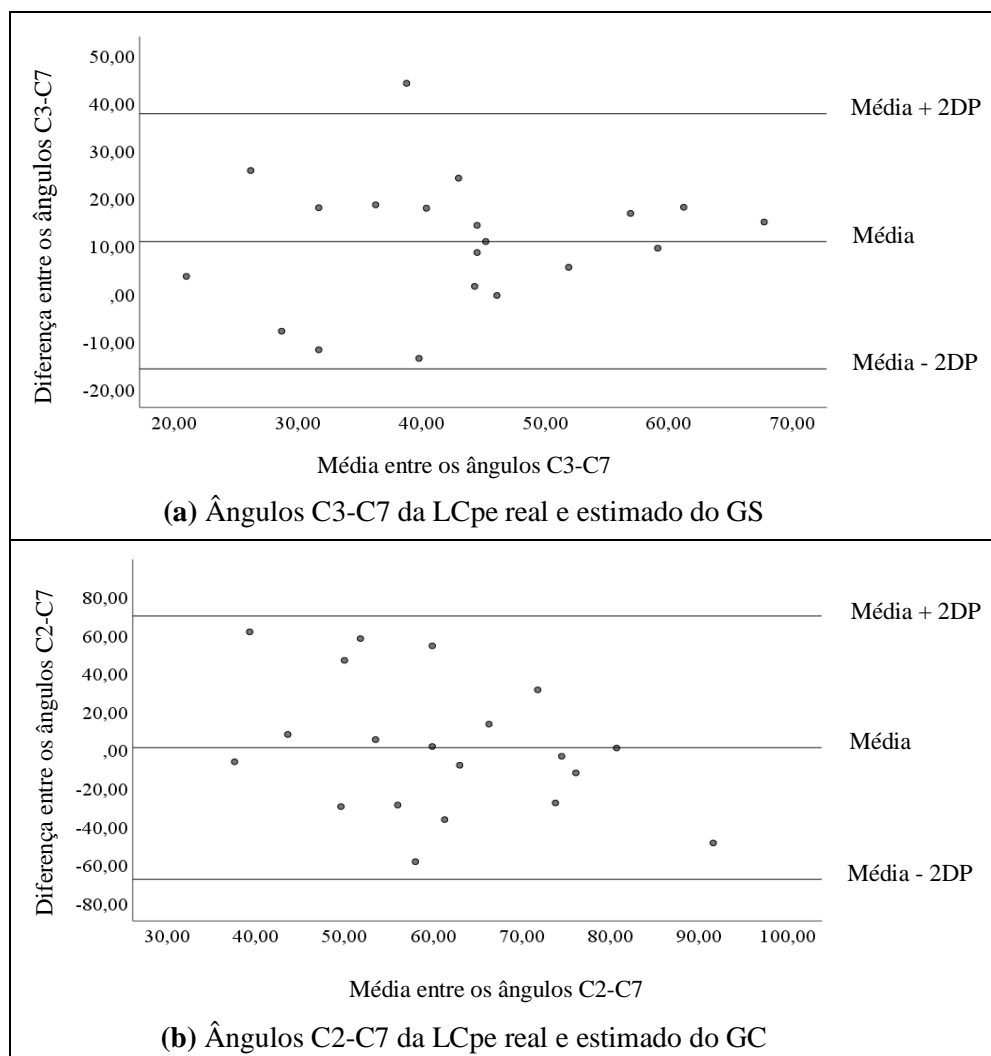 Diferença entre os ângulos C3-C7
50,00
40,00
30,00
20,00
10,00
,00
-10,00
-20,00
Média + 2DP
Média
Média - 2DP
20,00 30,00 40,00 50,00 60,00 70,00
Média entre os ângulos C3-C7
(a) Ângulos C3-C7 da LCpe real e estimado do GS
Diferença entre os ângulos C2-C7
80,00
60,00
40,00
20,00
,00
-20,00
-40,00
-60,00
-80,00
Média + 2DP
Média
Média - 2DP
30,00 40,00 50,00 60,00 70,00 80,00 90,00 100,00
Média entre os ângulos C2-C7
(b) Ângulos C2-C7 da LCpe real e estimado do GC